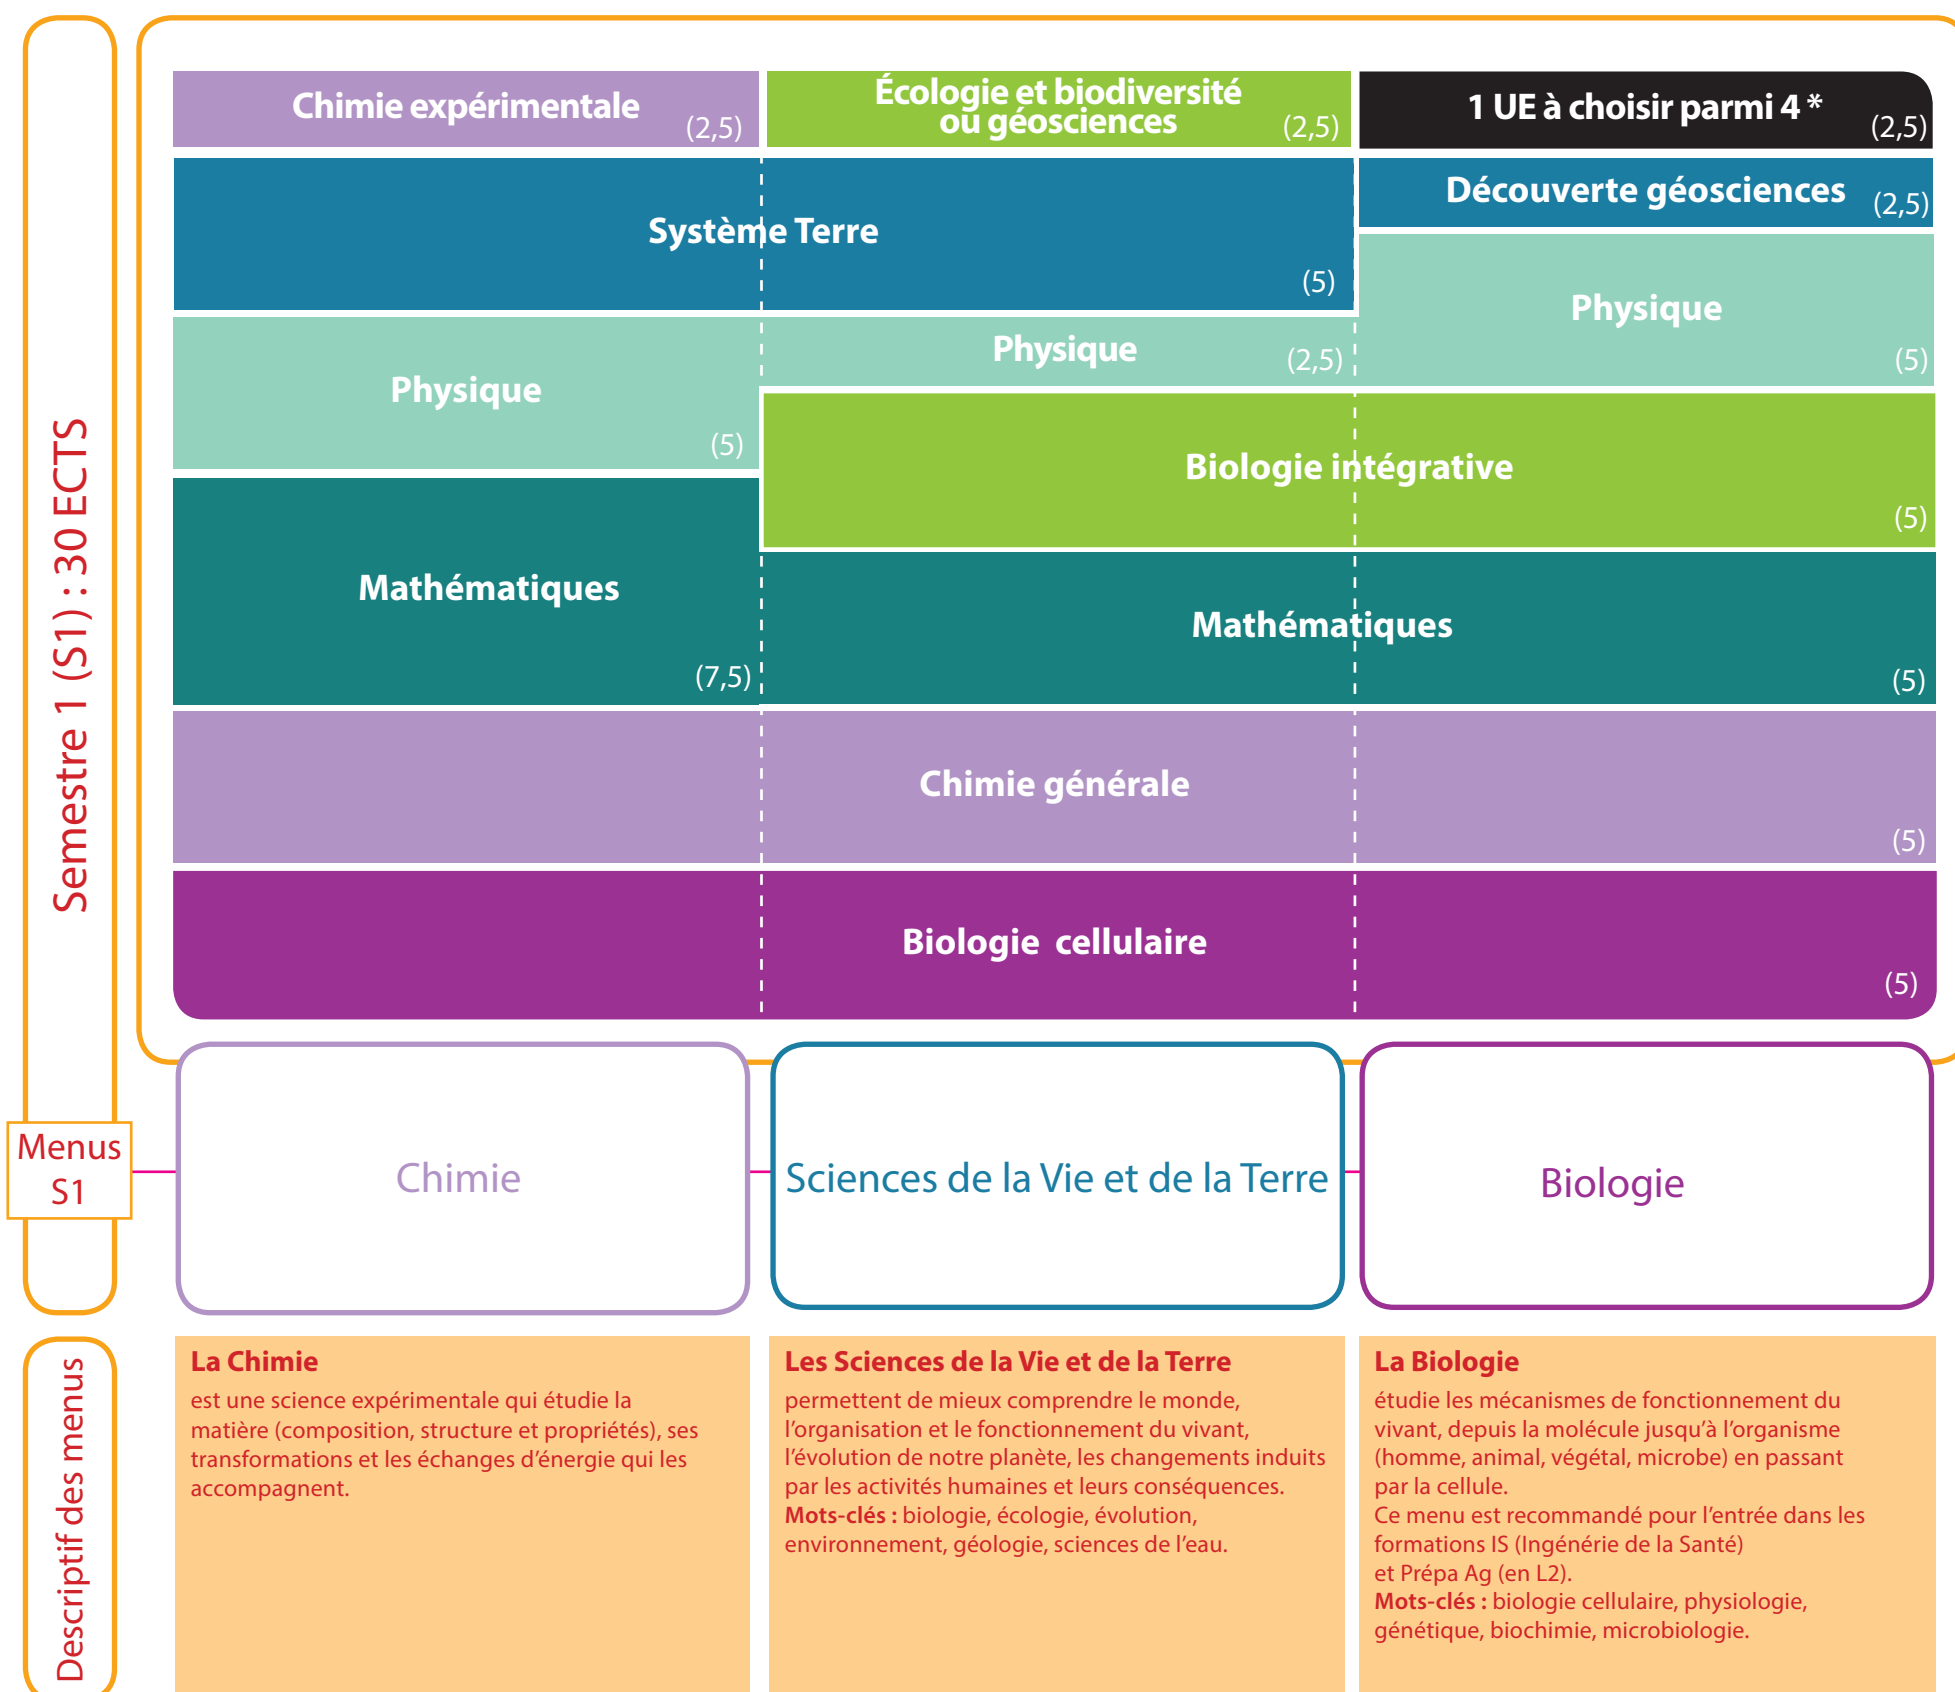 Semestre 1 (S1) : 30 ECTS
Chimie expérimentale (2,5)
Écologie et biodiversité
ou géosciences (2,5)
1 UE à choisir parmi 4 * (2,5)
Système Terre
(5)
Découverte géosciences (2,5)
Physique
(5)
Physique
(5)
Physique (2,5)
Biologie intégrative
(5)
Mathématiques
(7,5)
Mathématiques
(5)
Chimie générale
(5)
Biologie cellulaire
(5)
Menus
S1
Chimie
Sciences de la Vie et de la Terre
Biologie
Descriptif des menus
La Chimie
est une science expérimentale qui étudie la
matière (composition, structure et propriétés), ses
transformations et les échanges d’énergie qui les
accompagnent.
Les Sciences de la Vie et de la Terre
permettent de mieux comprendre le monde,
l’organisation et le fonctionnement du vivant,
l’évolution de notre planète, les changements induits
par les activités humaines et leurs conséquences.
Mots-clés : biologie, écologie, évolution,
environnement, géologie, sciences de l’eau.
La Biologie
étudie les mécanismes de fonctionnement du
vivant, depuis la molécule jusqu’à l’organisme
(homme, animal, végétal, microbe) en passant
par la cellule.
Ce menu est recommandé pour l’entrée dans les
formations IS (Ingénérie de la Santé)
et Prépa Ag (en L2).
Mots-clés : biologie cellulaire, physiologie,
génétique, biochimie, microbiologie.